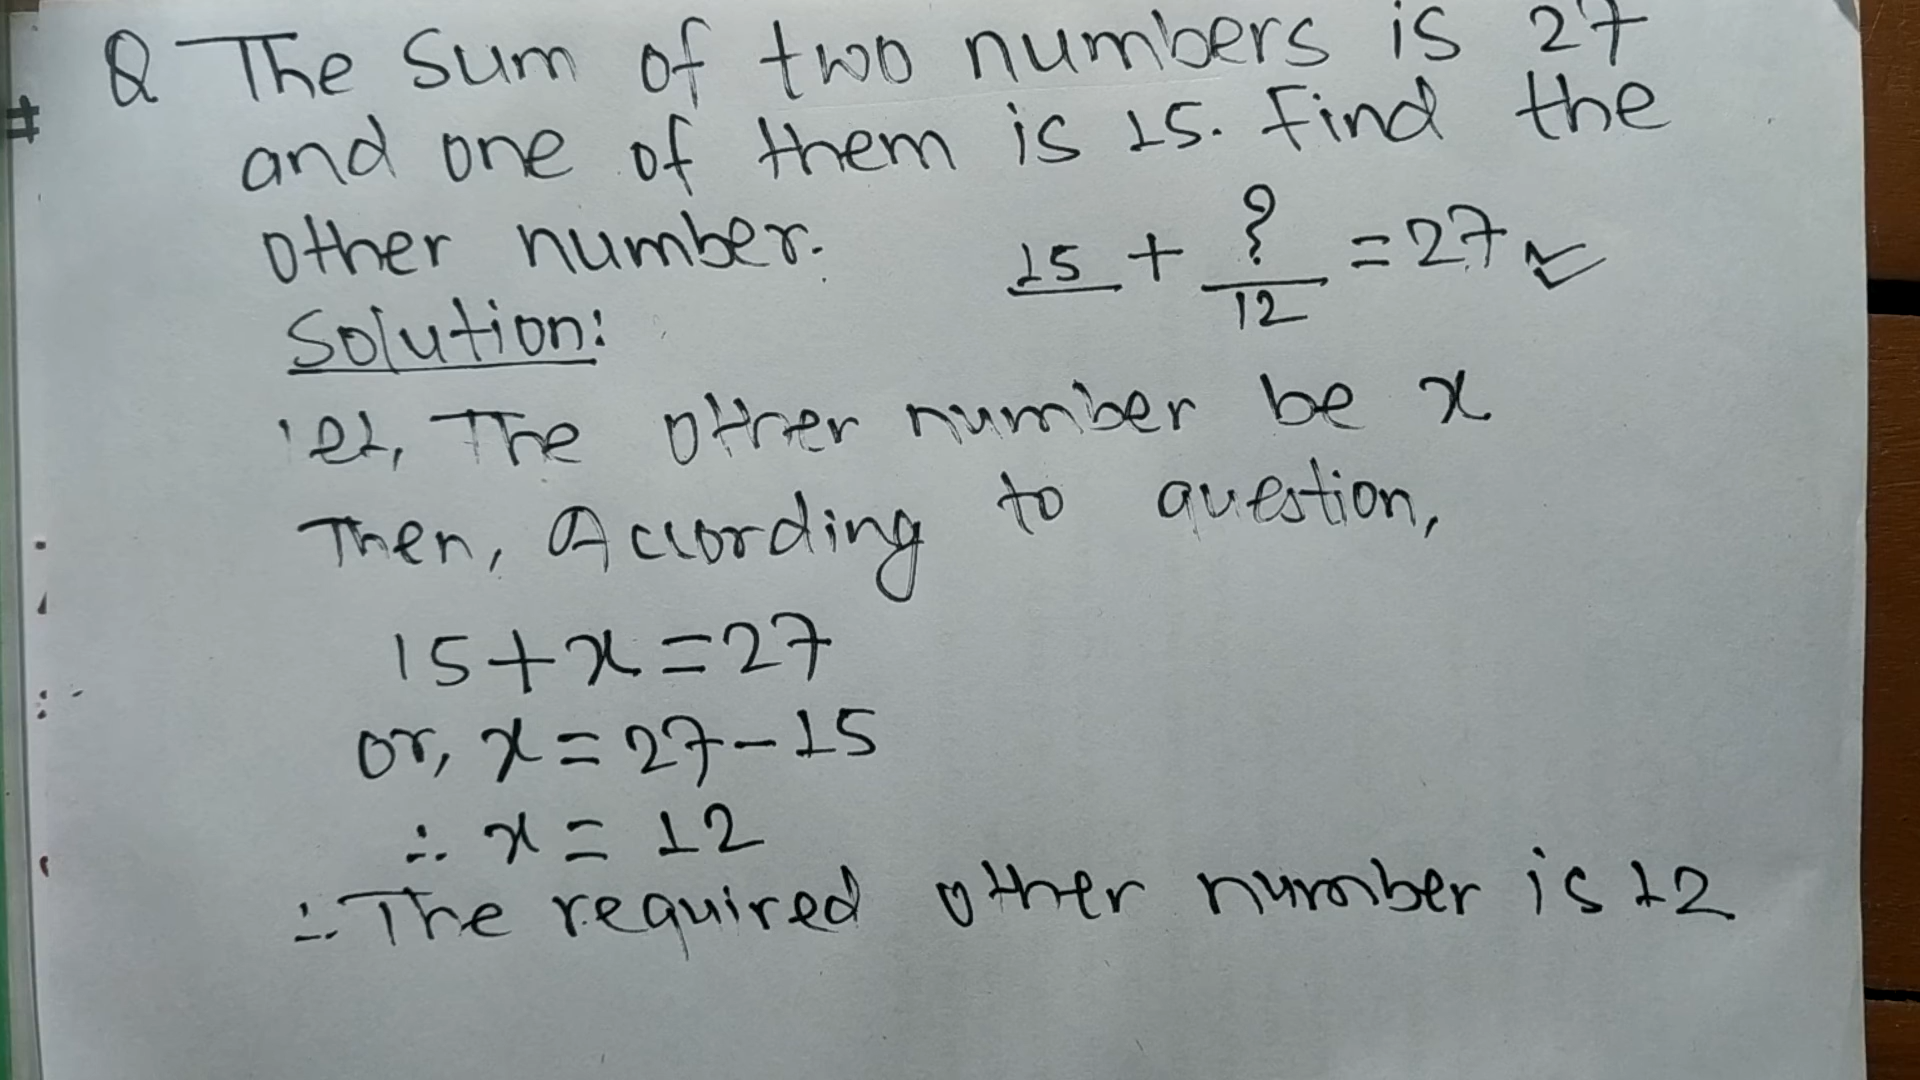 Q The Sum of two numbers is 27
# and one of them is 15. Find the
other number.
15 + ? = 27 ✓
12
Solution:
let, The other number be x
Then, According to question,
15+x=27
or, x=27-15
∴ x= 12
∴ The required other number is 12